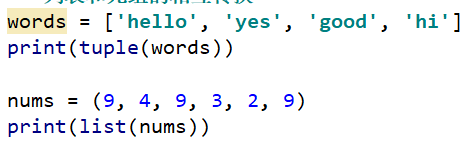 words = ['hello', 'yes', 'good', 'hi']
print(tuple(words))
nums = (9, 4, 9, 3, 2, 9)
print(list(nums))